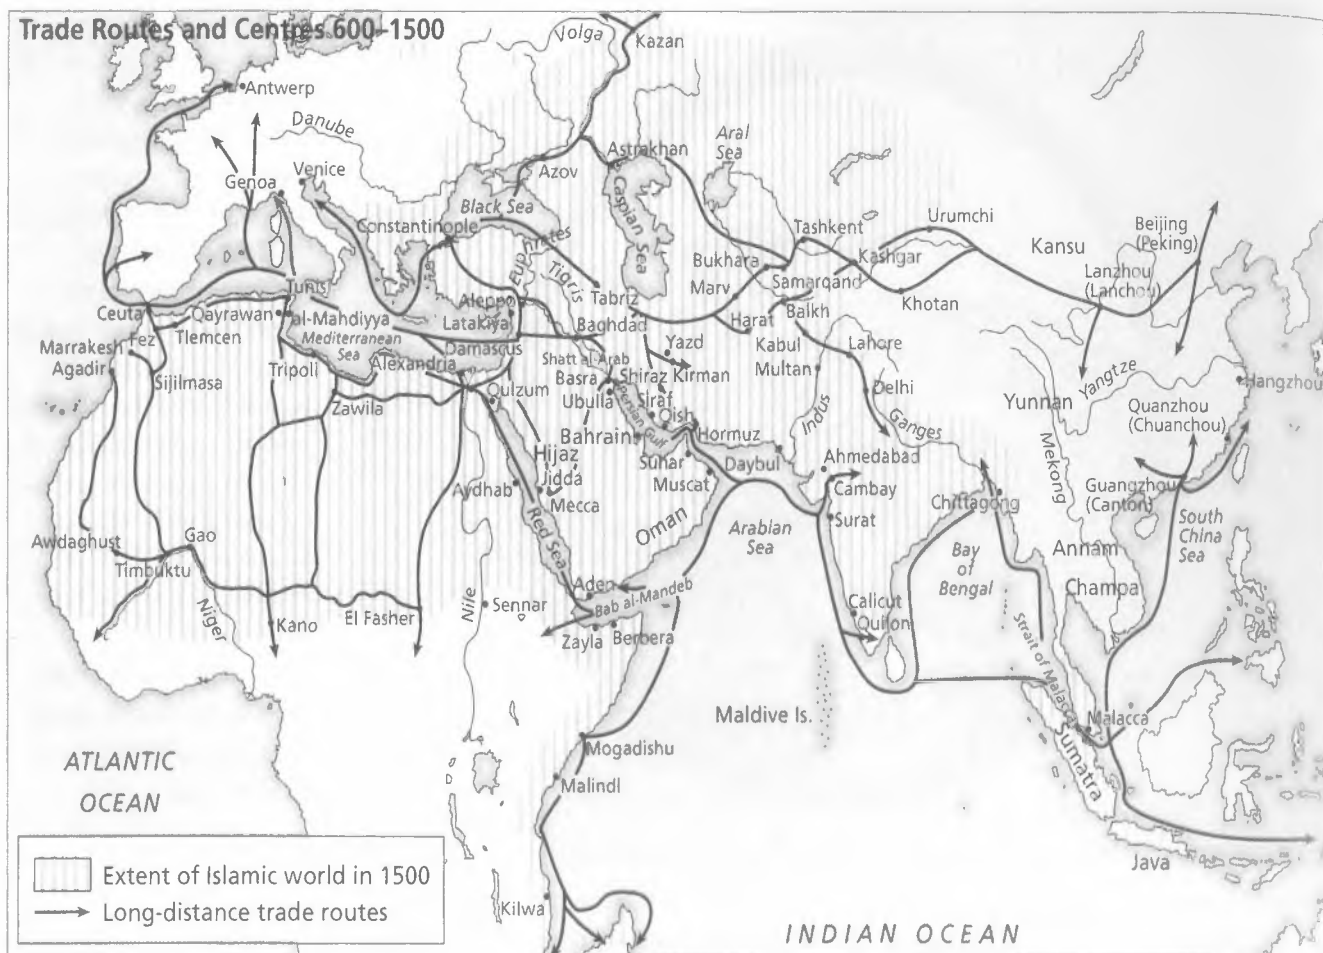 Trade Routes and Centres 600–1500
Volga
Kazan
Antwerp
Danube
Aral
Sea
Astrakhan
Azov
Venice
Genoa
Caspian Sea
Black Sea
Constantinople
Urumchi
Beijing
(Peking)
Tashkent
Kansu
Euphrates
Tigris
Bukhara
Kashgar
Lanzhou
(Lanchou)
Tunis
Aleppo
Tabriz
Marv
Samarqand
Khotan
Ceuta
Qayrawan
al-Mahdiyya
Latakiya
Baghdad
Harat
Balkh
Fez
Tlemcen
Mediterranean
Sea
Damascus
Yazd
Kabul
Lahore
Marrakesh
Agadir
Sijilmasa
Tripoli
Alexandria
Shatt al-Arab
Basra
Shiraz
Kirman
Multan
Yangtze
Hangzhou
Zawila
Qulzum
Ubulla
Siraf
Delhi
Yunnan
Quanzhou
(Chuanchou)
Persian Gulf
Qish
Indus
Ganges
Bahrain
Hormuz
Mekong
Hijaz
Suhar
Daybul
Ahmedabad
Jidda
Muscat
Cambay
Chittagong
Guangzhou
(Canton)
Aydhab
Mecca
Surat
Red Sea
Oman
Arabian
Sea
South
China
Sea
Awdaghust
Gao
Bay
of
Bengal
Annam
Timbuktu
Champa
Aden
Bab al-Mandeb
Niger
Kano
El Fasher
Nile
Sennar
Calicut
Quilon
Zayla
Berbera
Strait of Malacca
Maldive Is.
Malacca
Mogadishu
Sumatra
ATLANTIC
OCEAN
Malindl
Java
Extent of Islamic world in 1500
Long-distance trade routes
Kilwa
INDIAN OCEAN